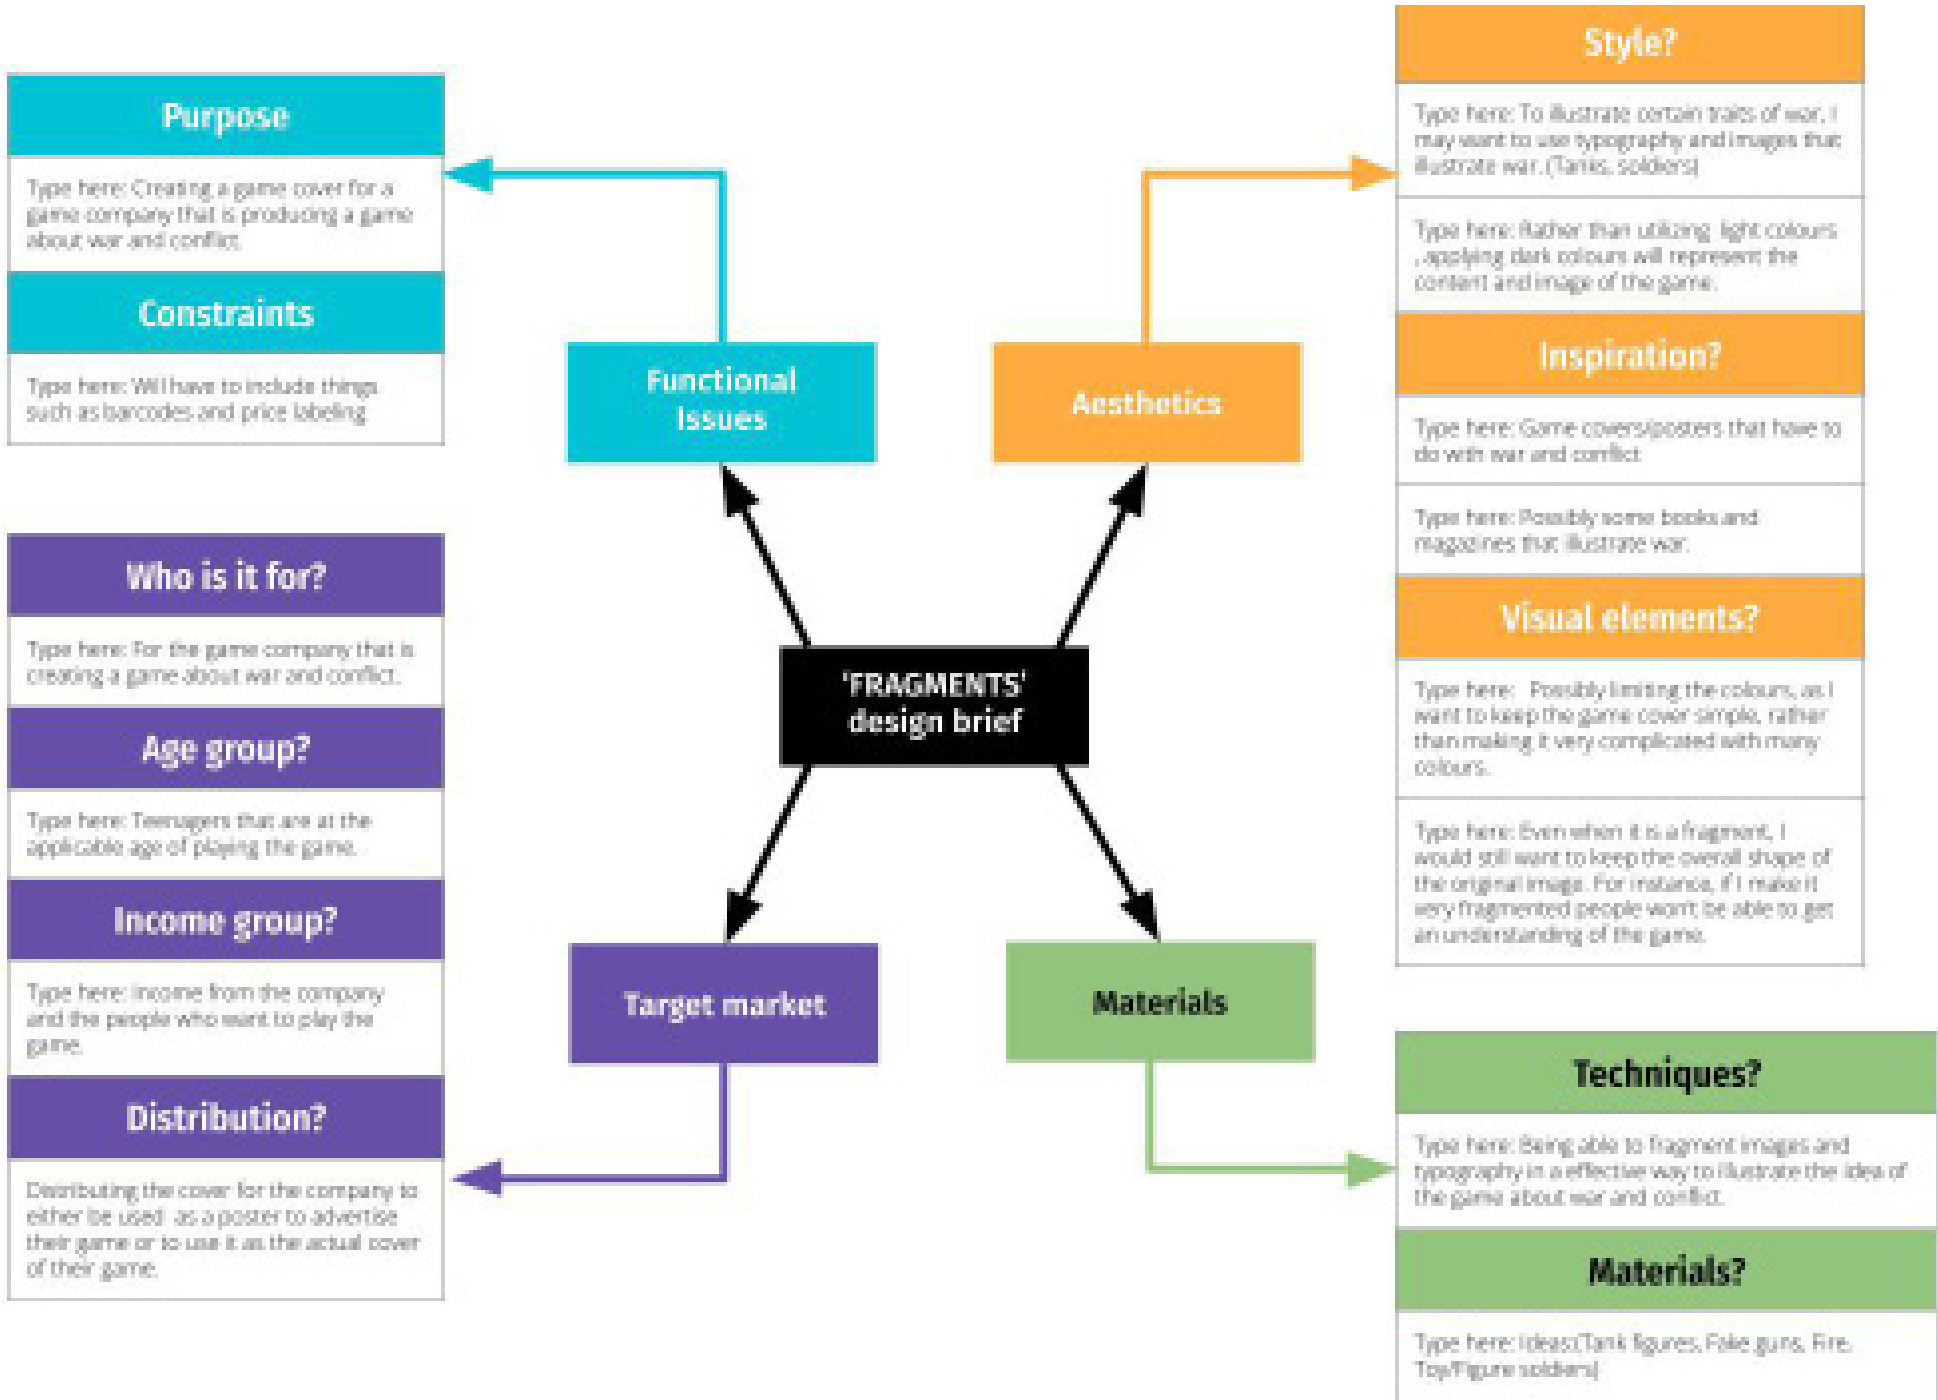 Purpose
Type here: Creating a game cover for a
game company that is producing a game
about war and conflict.
Constraints
Type here: Will have to include things
such as barcodes and price labeling
Functional
Issues
Aesthetics
Style?
Type here: To illustrate certain traits of war, I
may want to use typography and images that
illustrate war. (Tanks, soldiers)
Type here: Rather than utilizing light colours
, applying dark colours will represent the
content and image of the game.
Inspiration?
Type here: Game covers/posters that have to
do with war and conflict
Type here: Possibly some books and
magazines that illustrate war.
Visual elements?
Type here: Possibly limiting the colours, as I
want to keep the game cover simple, rather
than making it very complicated with many
colours.
Type here: Even when it is a fragment, I
would still want to keep the overall shape of
the original image. For instance, if I make it
very fragmented people won't be able to get
an understanding of the game.
'FRAGMENTS'
design brief
Who is it for?
Type here: For the game company that is
creating a game about war and conflict.
Age group?
Type here: Teenagers that are at the
applicable age of playing the game.
Income group?
Type here: Income from the company
and the people who want to play the
game.
Distribution?
Distributing the cover for the company to
either be used as a poster to advertise
their game or to use it as the actual cover
of their game.
Target market
Materials
Techniques?
Type here: Being able to fragment images and
typography in a effective way to illustrate the idea of
the game about war and conflict.
Materials?
Type here: Ideas:(Tank figures, Fake guns, Fire,
Toy/Figure soldiers)